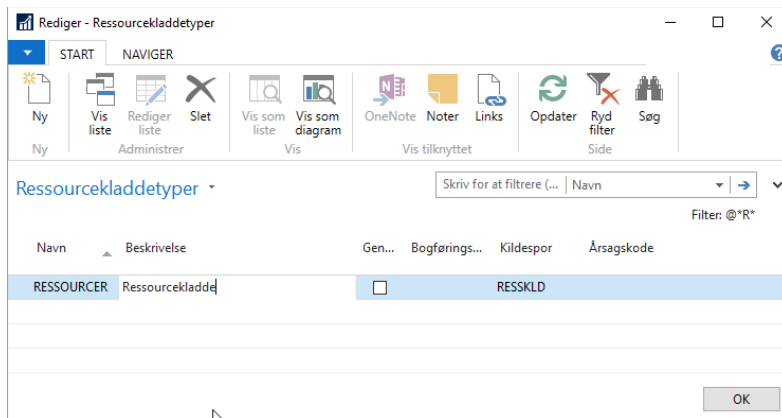 Rediger - Ressourcekladdetyper
START NAVIGER
Ny Vis liste Rediger liste Slet Vis som liste Vis som diagram OneNote Noter Links Opdater Ryd filter Søg
Ny Administrer Vis Vis tilknyttet Side
Ressourcekladdetyper Skriv for at filtrere (... Navn
Filter: @*R*
Navn Beskrivelse Gen... Bogførings... Kildespor Årsagskode
RESSOURCER Ressourcekladde RESSKLD
OK